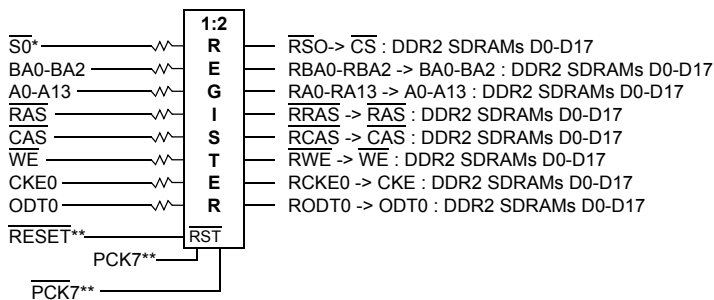 1:2
S0*
R
RSO-> CS : DDR2 SDRAMs D0-D17
BA0-BA2
E
RBA0-RBA2 -> BA0-BA2 : DDR2 SDRAMs D0-D17
A0-A13
G
RA0-RA13 -> A0-A13 : DDR2 SDRAMs D0-D17
RAS
I
RRAS -> RAS : DDR2 SDRAMs D0-D17
CAS
S
RCAS -> CAS : DDR2 SDRAMs D0-D17
WE
T
RWE -> WE : DDR2 SDRAMs D0-D17
CKE0
E
RCKE0 -> CKE : DDR2 SDRAMs D0-D17
ODT0
R
RODT0 -> ODT0 : DDR2 SDRAMs D0-D17
RESET**
RST
PCK7**
PCK7**